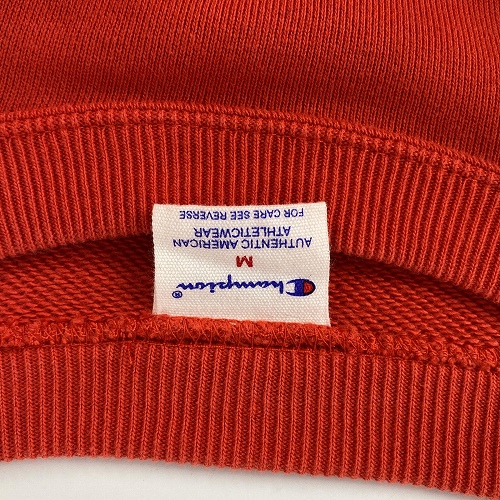 Champion®
M
AUTHENTIC AMERICAN
ATHLETICWEAR
FOR CARE SEE REVERSE